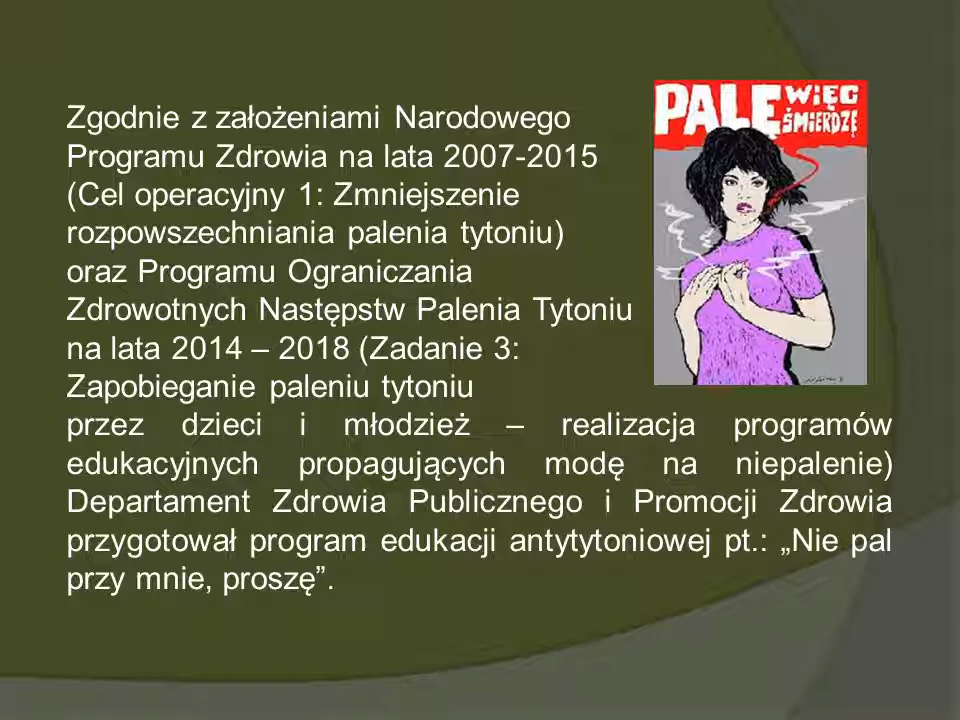 Zgodnie z założeniami Narodowego
Programu Zdrowia na lata 2007-2015
(Cel operacyjny 1: Zmniejszenie
rozpowszechniania palenia tytoniu)
oraz Programu Ograniczania
Zdrowotnych Następstw Palenia Tytoniu
na lata 2014 – 2018 (Zadanie 3:
Zapobieganie paleniu tytoniu
przez dzieci i młodzież – realizacja programów
edukacyjnych propagujących modę na niepalenie)
Departament Zdrowia Publicznego i Promocji Zdrowia
przygotował program edukacji antytytoniowej pt.: „Nie pal
przy mnie, proszę”.
PALĘ WIĘC
ŚMIERDZĘ